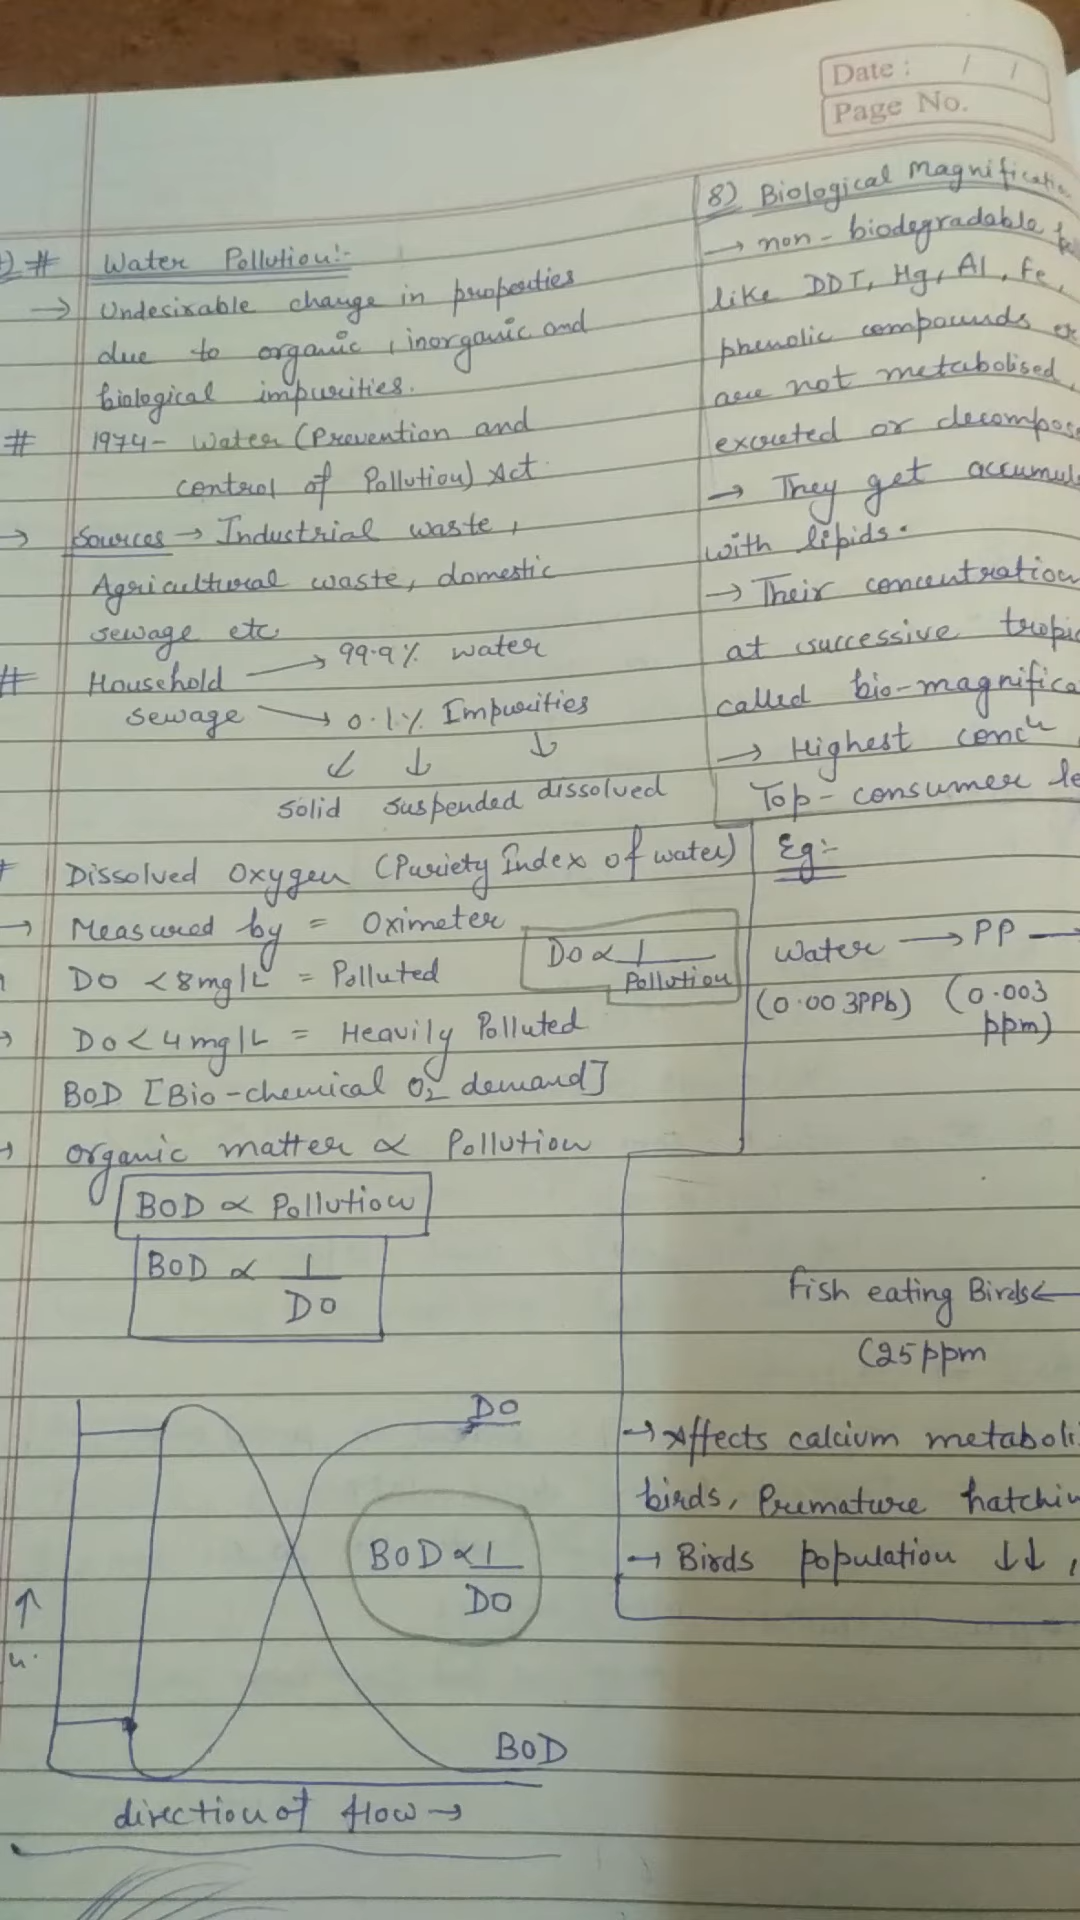 Date : / /
Page No.
# Water Pollution:-
→ Undesirable change in properties
due to organic, inorganic and
biological impurities.
# 1974 - Water (Prevention and
control of Pollution) Act.
→ Sources → Industrial waste,
Agricultural waste, domestic
sewage etc
# Household → 99.9% water
sewage → 0.1% Impurities
↙ ↓ ↓
solid suspended dissolved
Dissolved Oxygen (Puriety Index of water)
→ Measured by = Oximeter
DO α 1
Pollution
DO < 8mg/L = Polluted
DO < 4mg/L = Heavily Polluted
BOD [Bio-chemical O2 demand]
→ organic matter α Pollution
BOD α Pollution
BOD α 1
DO
DO
BOD α 1
DO
↑
BOD
direction of flow →
8) Biological Magnificatio
→ non-biodegradable
like DDT, Hg, Al, Fe,
phenolic compounds
are not metabolised,
excreted or decompos
→ They get accumul
with lipids.
→ Their concentration
at successive tropic
called bio-magnifica
→ Highest concn
Top-consumer le
Eg:-
Water → PP →
(0.003PPb) (0.003
ppm)
fish eating Birds ←
(25ppm
→ Affects calcium metaboli
birds, Premature hatchin
→ Birds population ↓↓,